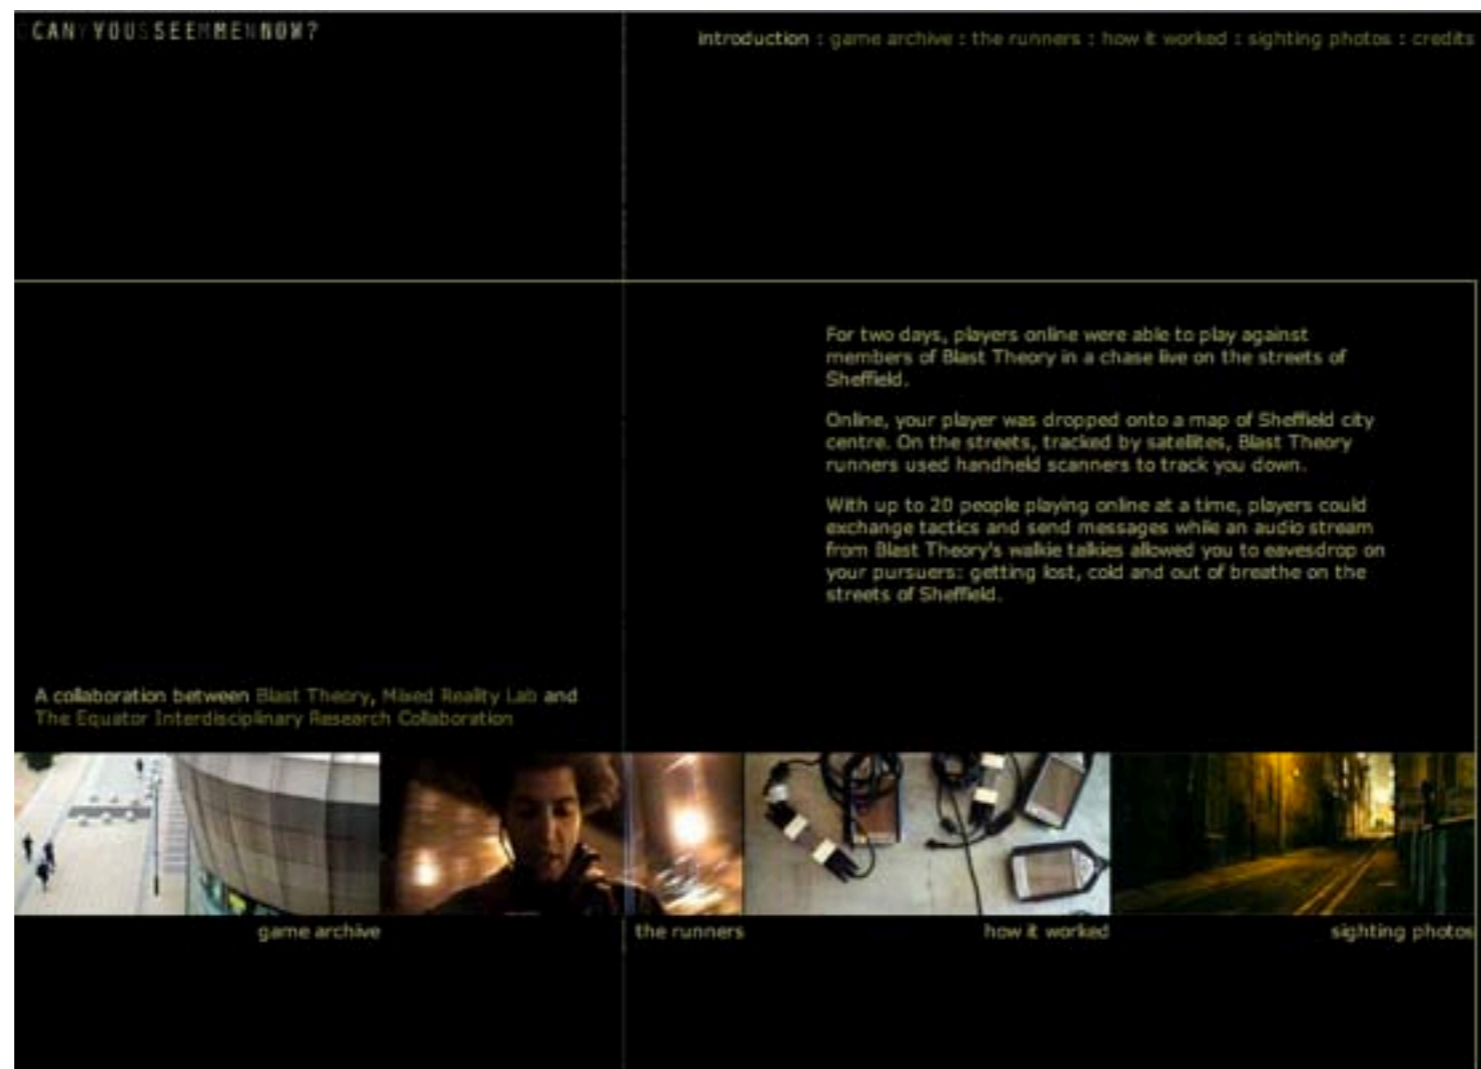 CAN YOU SEE ME NOW?
introduction : game archive : the runners : how it worked : sighting photos : credits
For two days, players online were able to play against
members of Blast Theory in a chase live on the streets of
Sheffield.
Online, your player was dropped onto a map of Sheffield city
centre. On the streets, tracked by satellites, Blast Theory
runners used handheld scanners to track you down.
With up to 20 people playing online at a time, players could
exchange tactics and send messages while an audio stream
from Blast Theory's walkie talkies allowed you to eavesdrop on
your pursuers: getting lost, cold and out of breathe on the
streets of Sheffield.
A collaboration between Blast Theory, Mixed Reality Lab and
The Equator Interdisciplinary Research Collaboration
game archive
the runners
how it worked
sighting photos